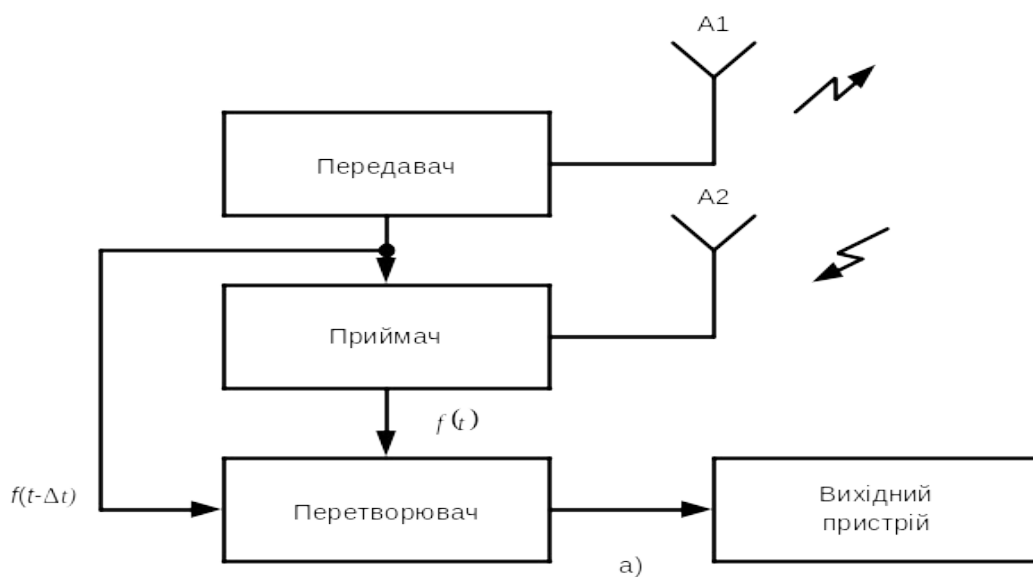 A1
Передавач
A2
Приймач
f(t)
f(t-Δt)
Перетворювач
Вихідний
пристрій
а)